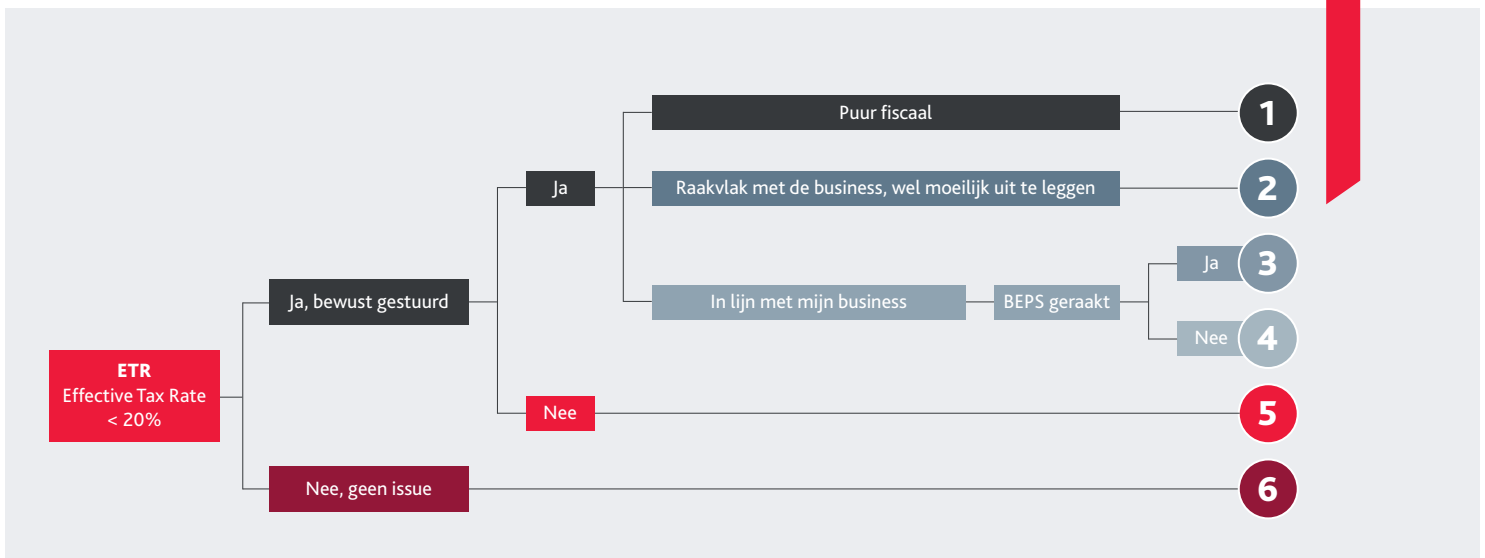 Puur fiscaal
1
Ja
Raakvlak met de business, wel moeilijk uit te leggen
2
Ja
3
Ja, bewust gestuurd
In lijn met mijn business
BEPS geraakt
Nee
4
ETR
Effective Tax Rate
< 20%
Nee
5
Nee, geen issue
6